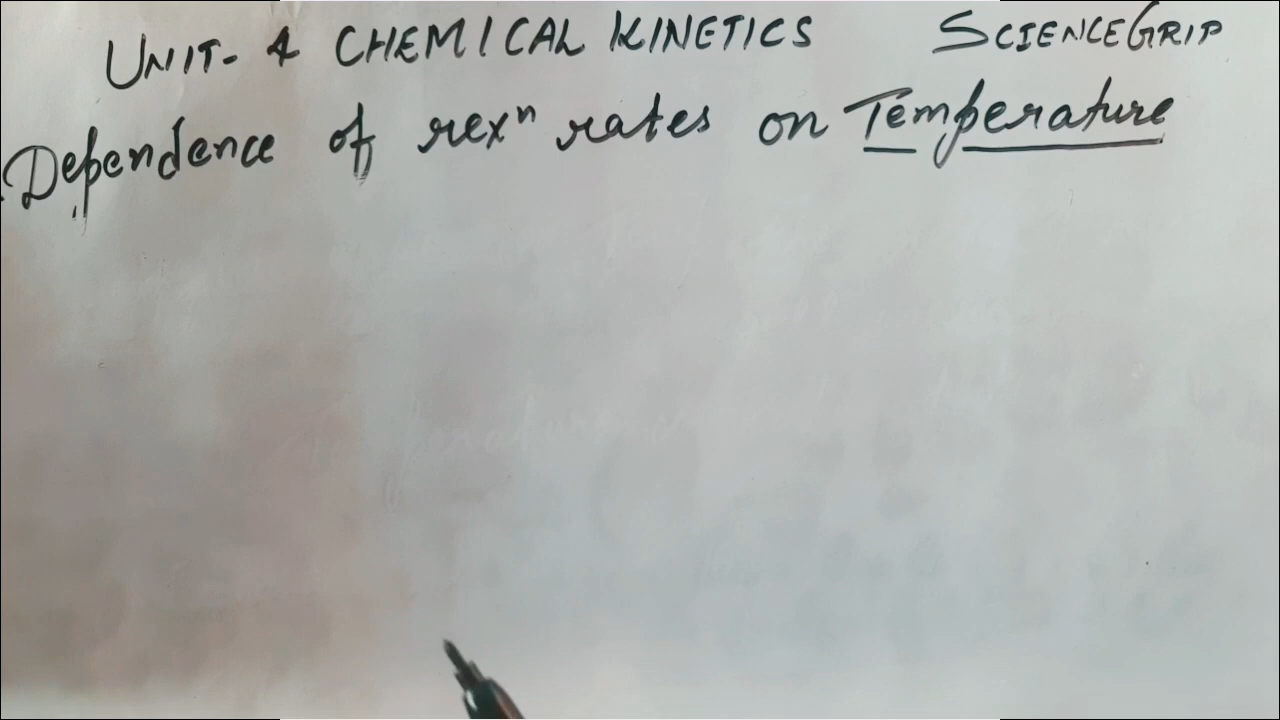 UNIT- 4 CHEMICAL KINETICS SCIENCEGRIP
Dependence of rexⁿ rates on Temperature